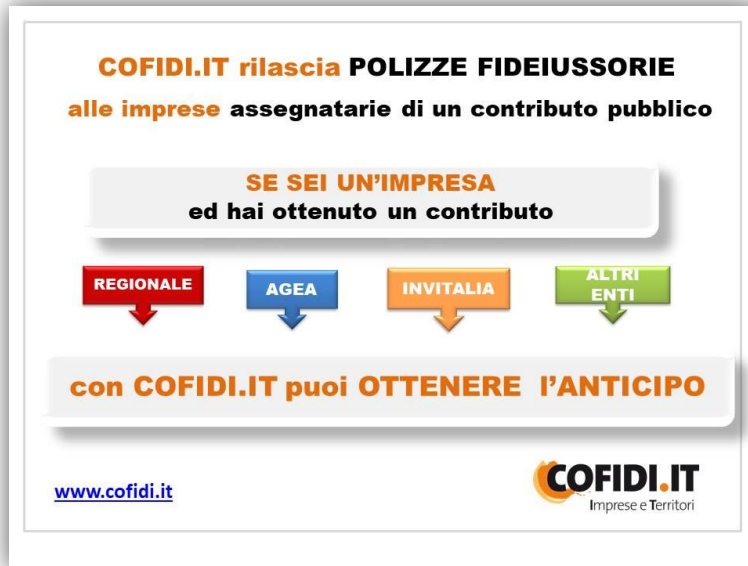 COFIDI.IT rilascia POLIZZE FIDEIUSSORIE
alle imprese assegnatarie di un contributo pubblico
SE SEI UN'IMPRESA
ed hai ottenuto un contributo
REGIONALE
AGEA
INVITALIA
ALTRI
ENTI
con COFIDI.IT puoi OTTENERE l'ANTICIPO
www.cofidi.it
COFIDI.IT
Imprese e Territori